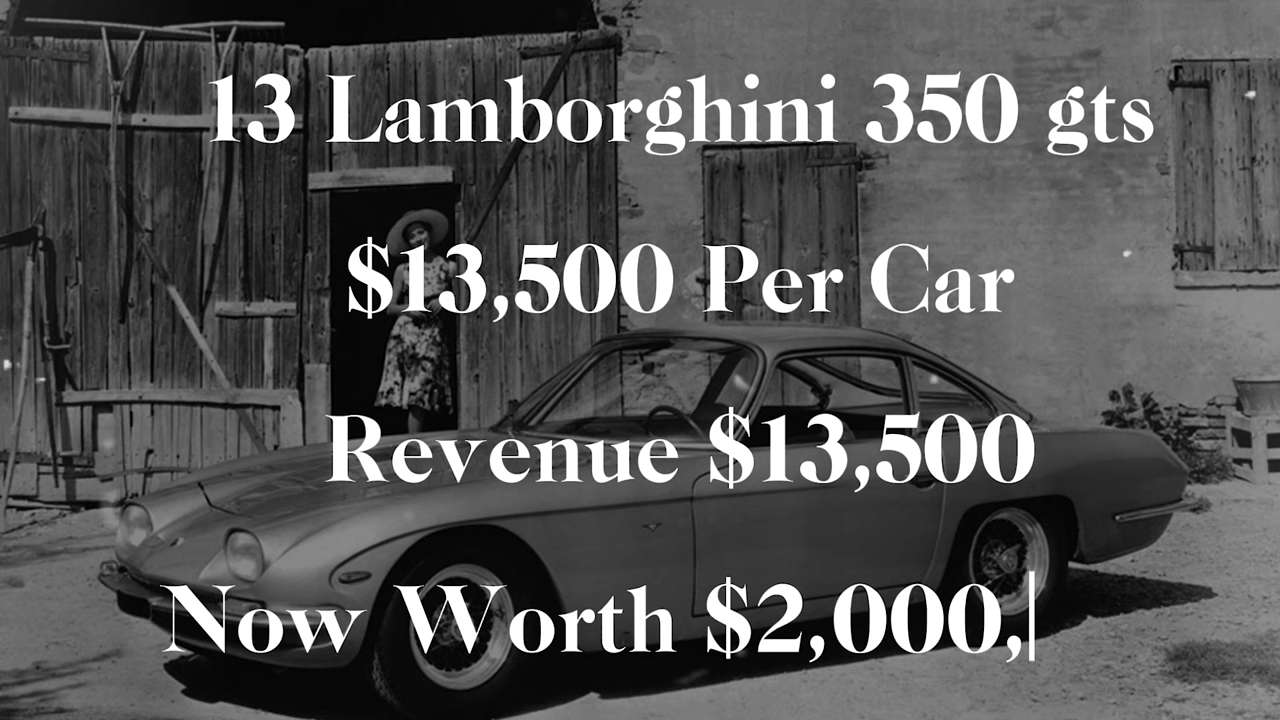 13 Lamborghini 350 gts
$13,500 Per Car
Revenue $13,500
Now Worth $2,000,